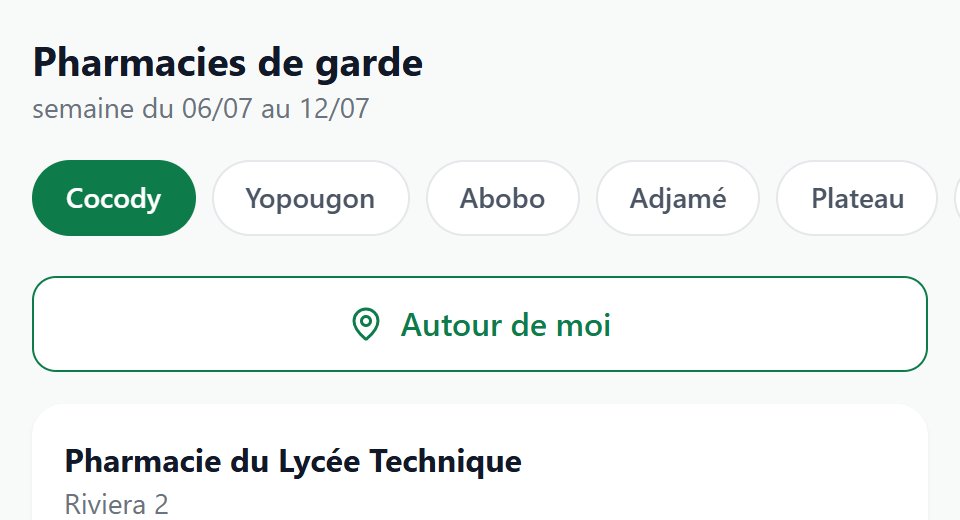 Pharmacies de garde
semaine du 06/07 au 12/07
Cocody Yopougon Abobo Adjamé Plateau
Autour de moi
Pharmacie du Lycée Technique
Riviera 2